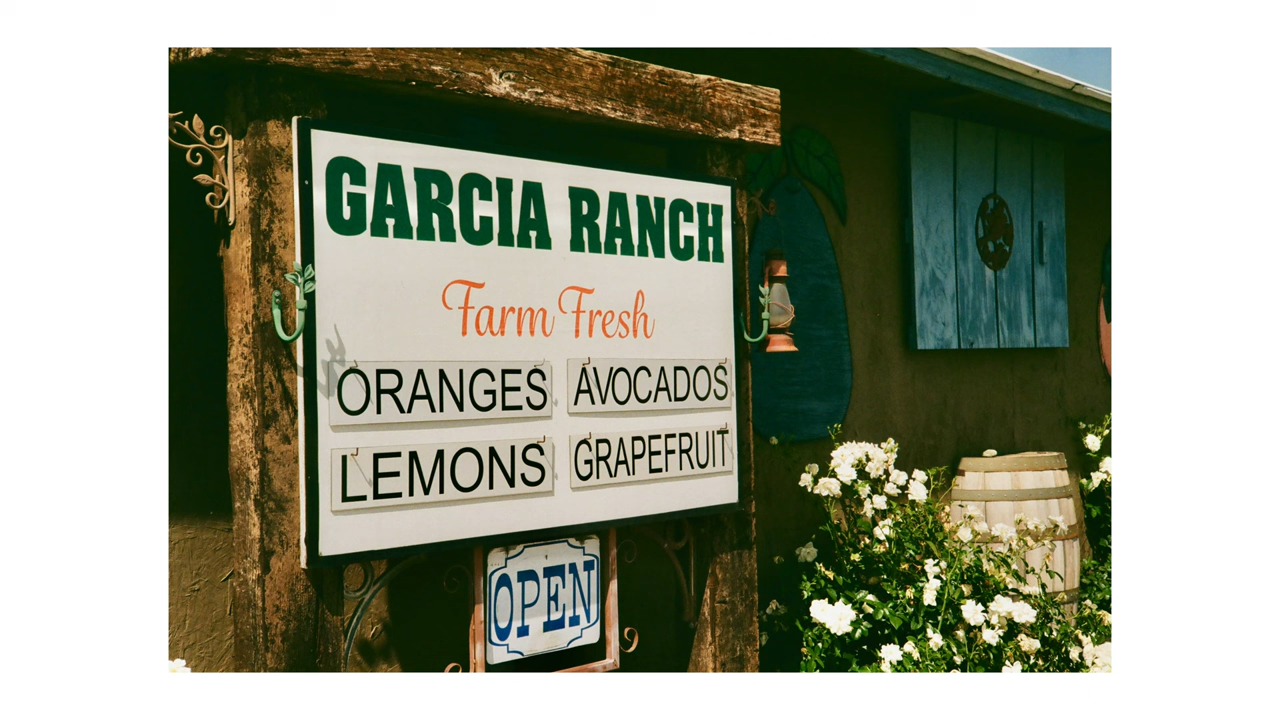 GARCIA RANCH
Farm Fresh
ORANGES AVOCADOS
LEMONS GRAPEFRUIT
OPEN